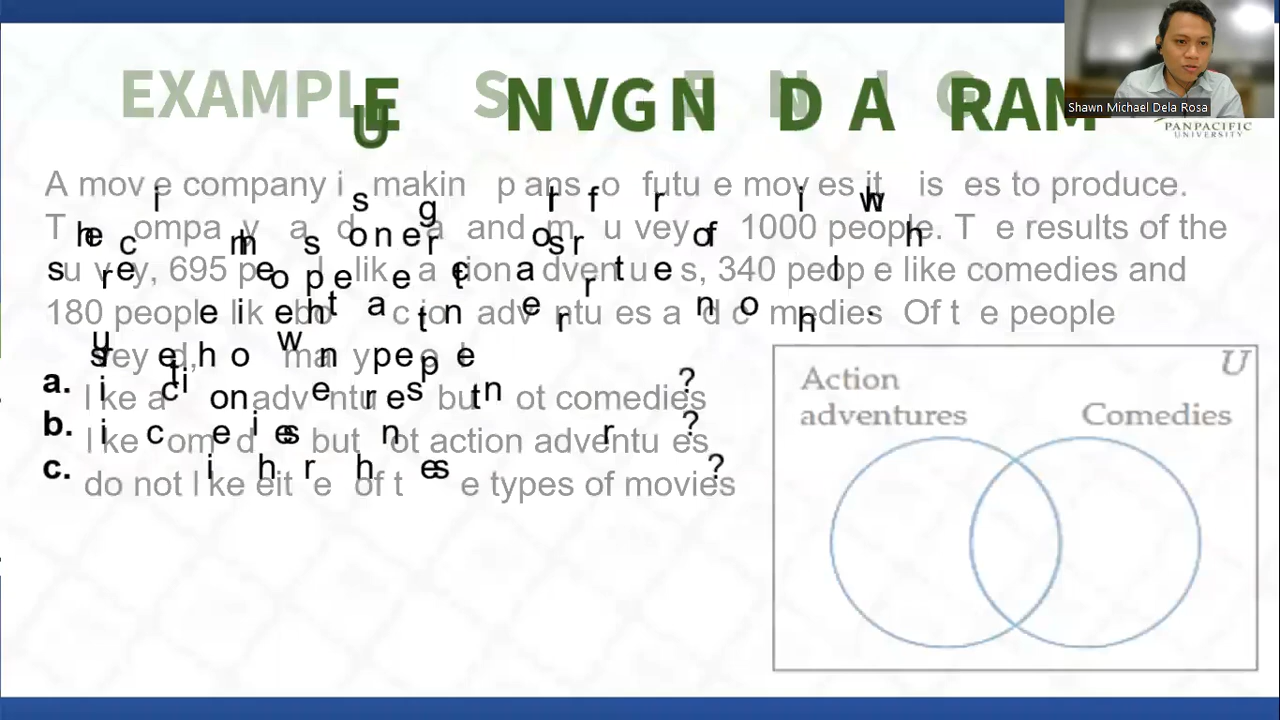 EXAMPLE USING VENN DIAGRAM
Shawn Michael Dela Rosa
PANPACIFIC
UNIVERSITY
A movie company is making plans for future movies it wishes to produce.
The company has done a random survey of 1000 people. The results of the
survey, 695 people like action adventures, 340 people like comedies and
180 people like both action adventures and comedies. Of the people
surveyed, how many people
a. like action adventures but not comedies?
b. like comedies but not action adventures?
c. do not like either of these types of movies?
U
Action
adventures
Comedies